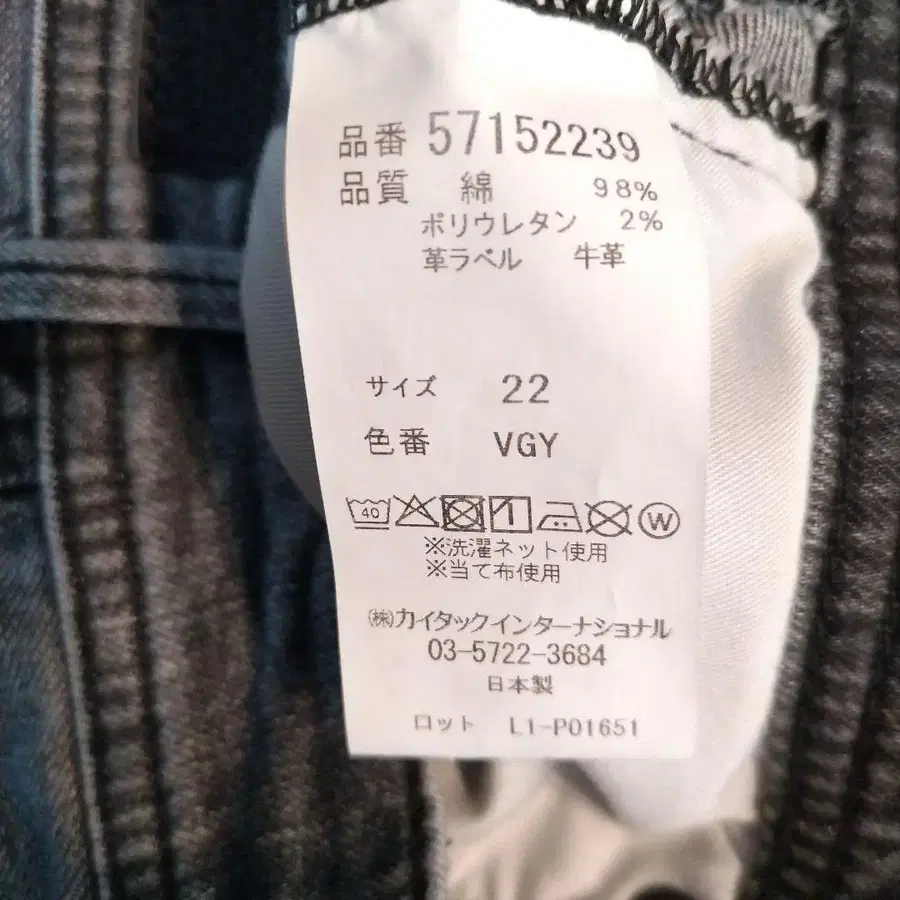 品番 57152239
品質 綿 98%
ポリウレタン 2%
革ラベル 牛革
サイズ 22
色番 VGY
40 W
※洗濯ネット使用
※当て布使用
㈱カイタックインターナショナル
03-5722-3684
日本製
ロット L1-P01651